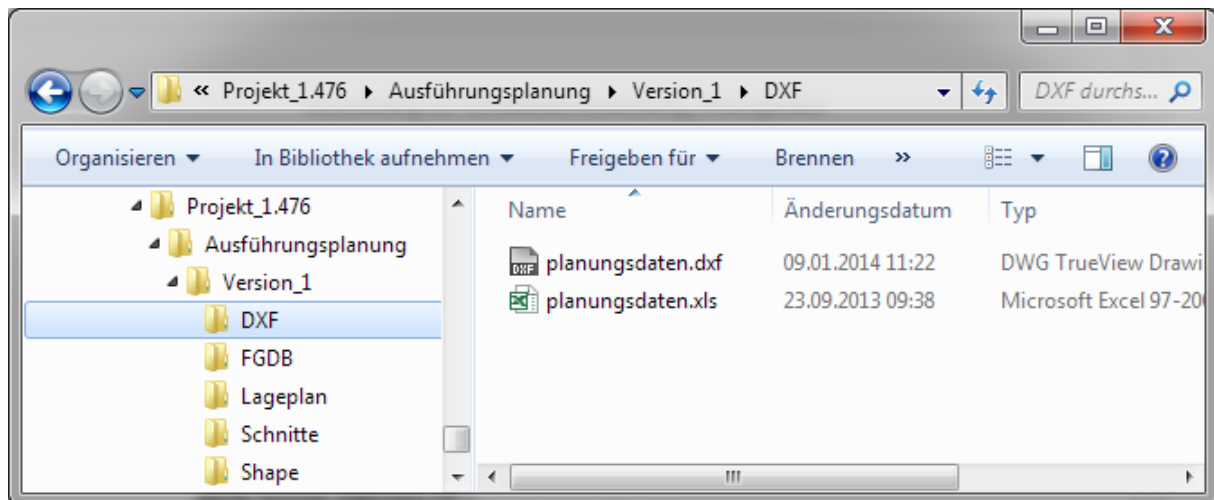 « Projekt_1.476 ▸ Ausführungsplanung ▸ Version_1 ▸ DXF
DXF durchs...
Organisieren ▾ In Bibliothek aufnehmen ▾ Freigeben für ▾ Brennen »
Projekt_1.476
Ausführungsplanung
Version_1
DXF
FGDB
Lageplan
Schnitte
Shape
Name Änderungsdatum Typ
DXF planungsdaten.dxf 09.01.2014 11:22 DWG TrueView Drawi
planungsdaten.xls 23.09.2013 09:38 Microsoft Excel 97-20